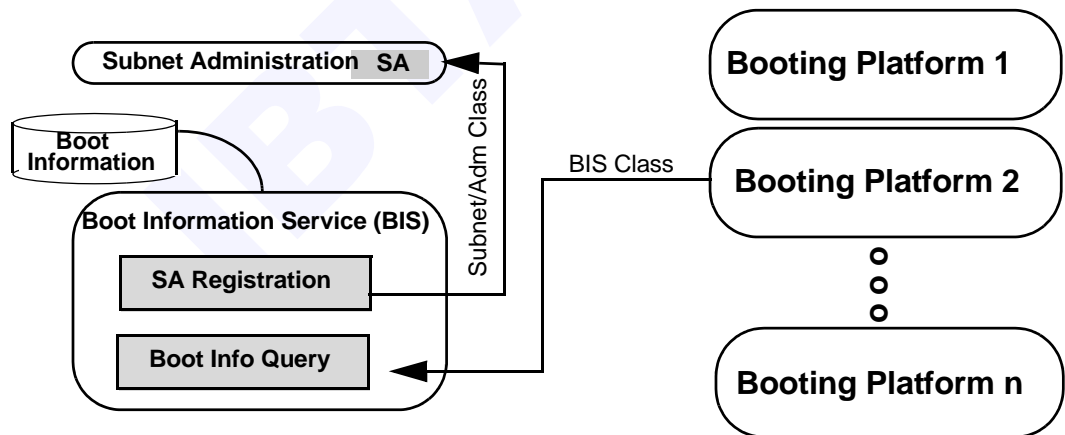 Subnet Administration SA
Boot
Information
Boot Information Service (BIS)
SA Registration
Boot Info Query
Subnet/Adm Class
BIS Class
Booting Platform 1
Booting Platform 2
o
o
o
Booting Platform n